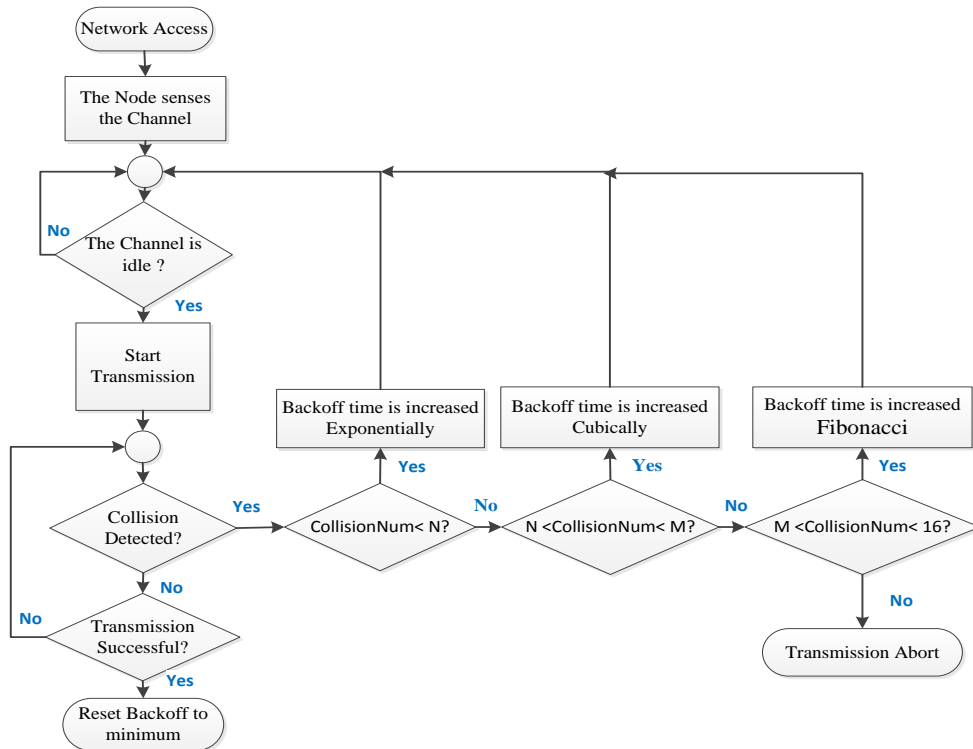 Network Access
The Node senses
the Channel
No
The Channel is
idle ?
Yes
Start
Transmission
Backoff time is increased
Exponentially
Backoff time is increased
Cubically
Backoff time is increased
Fibonacci
Yes
Yes
Yes
Collision
Detected?
Yes
CollisionNum< N?
No
N <CollisionNum< M?
No
M <CollisionNum< 16?
No
No
No
Transmission
Successful?
Transmission Abort
Yes
Reset Backoff to
minimum